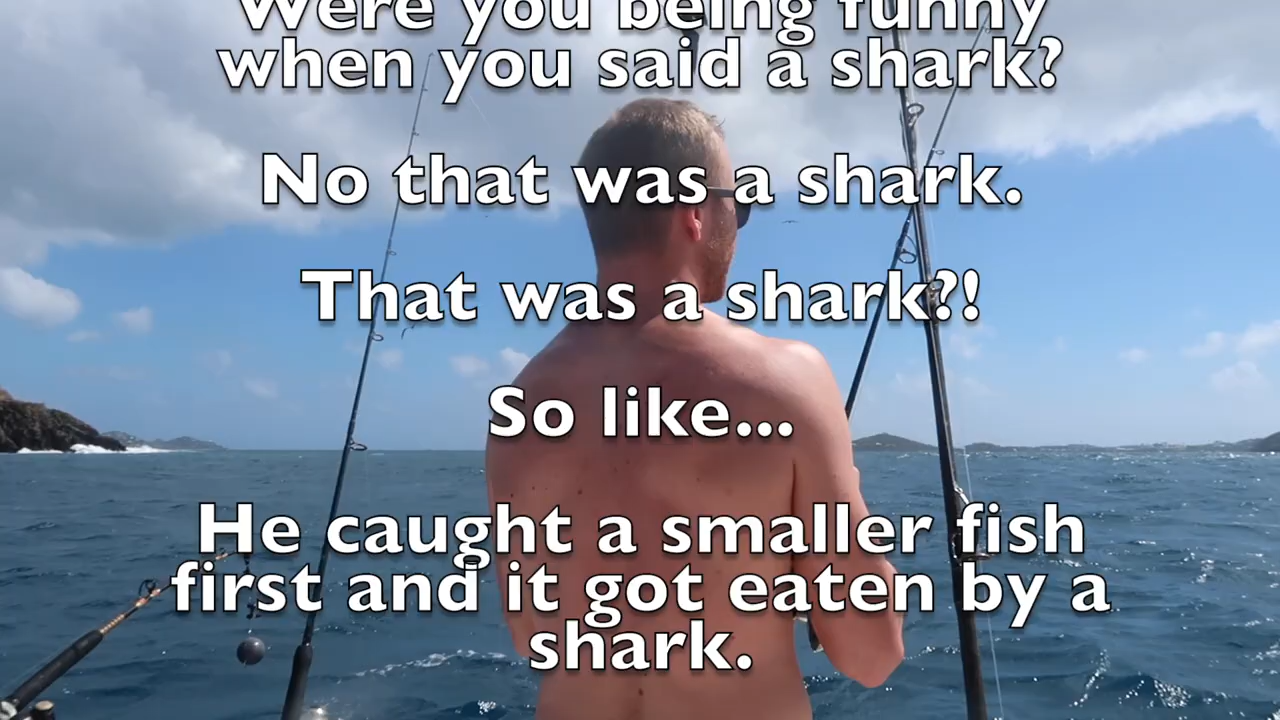 Were you being funny
when you said a shark?
No that was a shark.
That was a shark?!
So like...
He caught a smaller fish
first and it got eaten by a
shark.